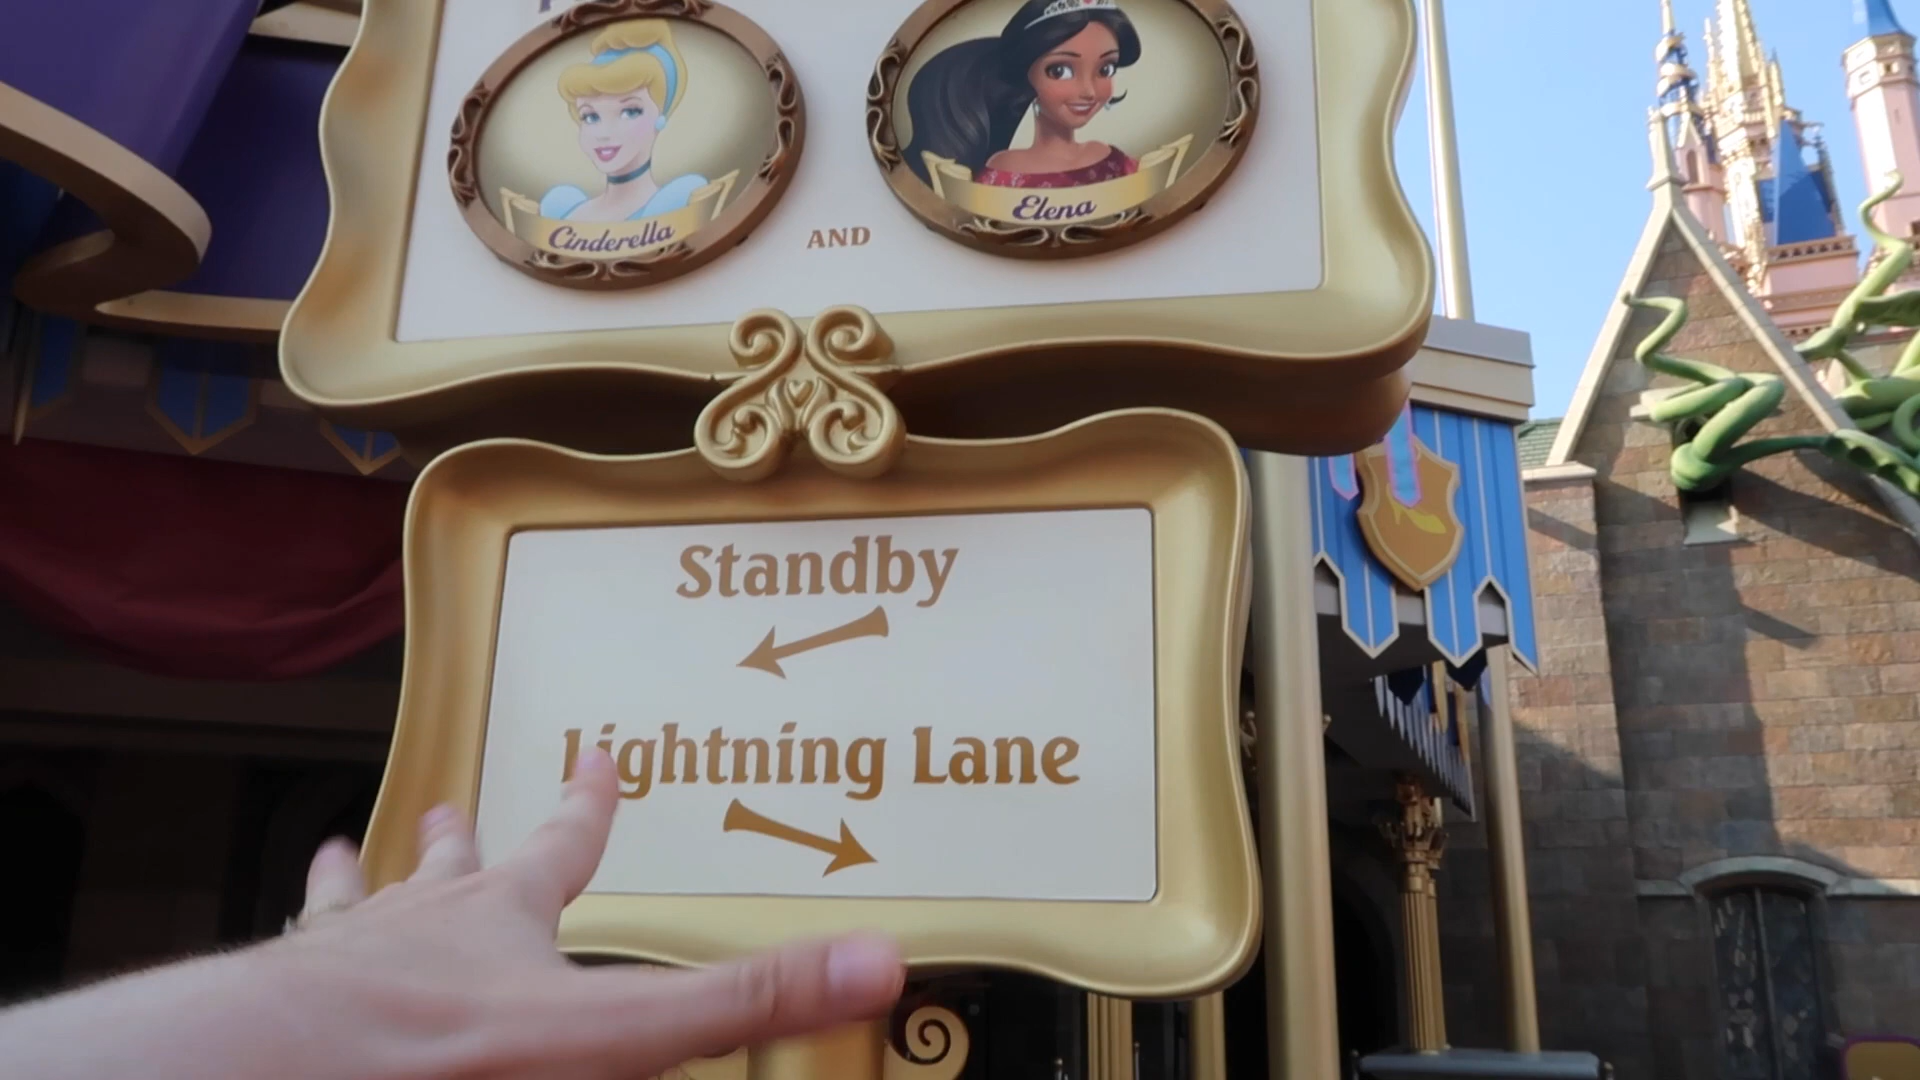 Cinderella
AND
Elena
Standby
Lightning Lane